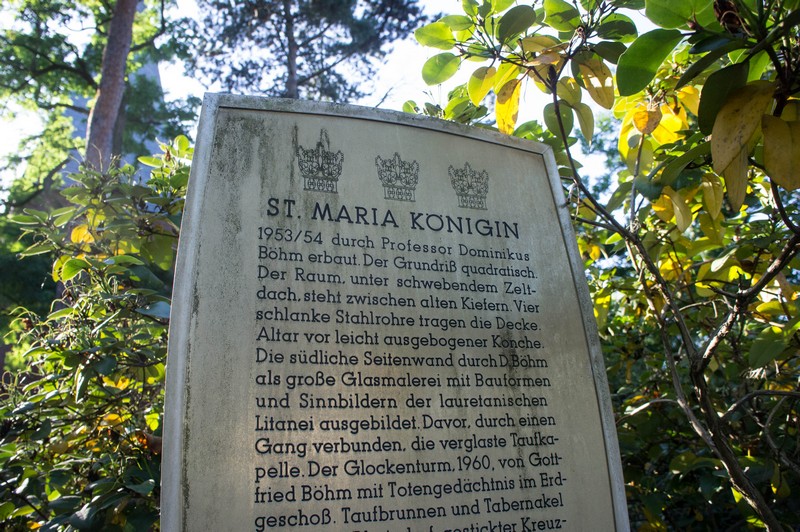 ST. MARIA KÖNIGIN
1953/54 durch Professor Dominikus
Böhm erbaut. Der Grundriß quadratisch.
Der Raum, unter schwebendem Zelt-
dach, steht zwischen alten Kiefern. Vier
schlanke Stahlrohre tragen die Decke.
Altar vor leicht ausgebogener Konche.
Die südliche Seitenwand durch D. Böhm
als große Glasmalerei mit Bauformen
und Sinnbildern der lauretanischen
Litanei ausgebildet. Davor, durch einen
Gang verbunden, die verglaste Taufka-
pelle. Der Glockenturm, 1960, von Gott-
fried Böhm mit Totengedächtnis im Erd-
geschoß. Taufbrunnen und Tabernakel
gestickter Kreuz-